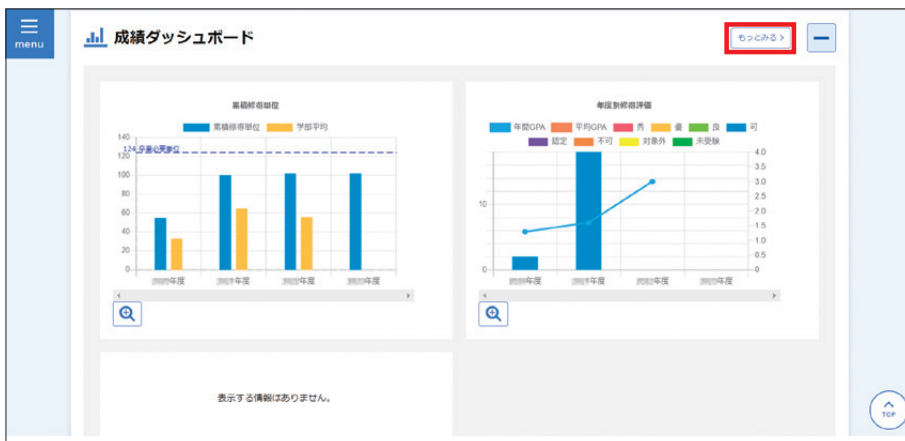 menu
成績ダッシュボード
もっとみる >
累積修得単位
累積修得単位 学部平均
140
124 卒業必要単位
120
100
80
60
40
20
0
年度 年度 年度 年度
年度別修得評価
年間GPA 平均GPA 秀 優 良 可
認定 不可 対象外 未受験
4.0
3.5
3.0
2.5
2.0
1.5
1.0
0.5
0
10
0
年度 年度 年度 年度
表示する情報はありません。
TOP